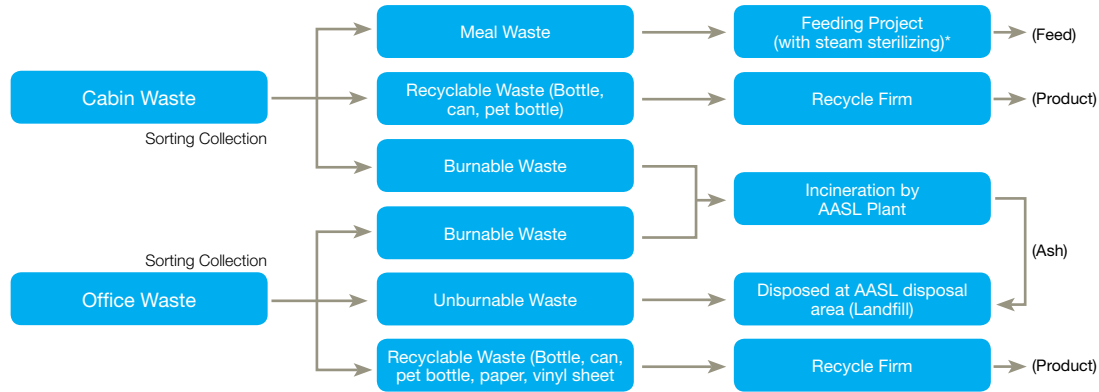 Meal Waste
Feeding Project
(with steam sterilizing)*
(Feed)
Cabin Waste
Sorting Collection
Recyclable Waste (Bottle,
can, pet bottle)
Recycle Firm
(Product)
Burnable Waste
Incineration by
AASL Plant
Burnable Waste
(Ash)
Sorting Collection
Office Waste
Unburnable Waste
Disposed at AASL disposal
area (Landfill)
Recyclable Waste (Bottle, can,
pet bottle, paper, vinyl sheet
Recycle Firm
(Product)